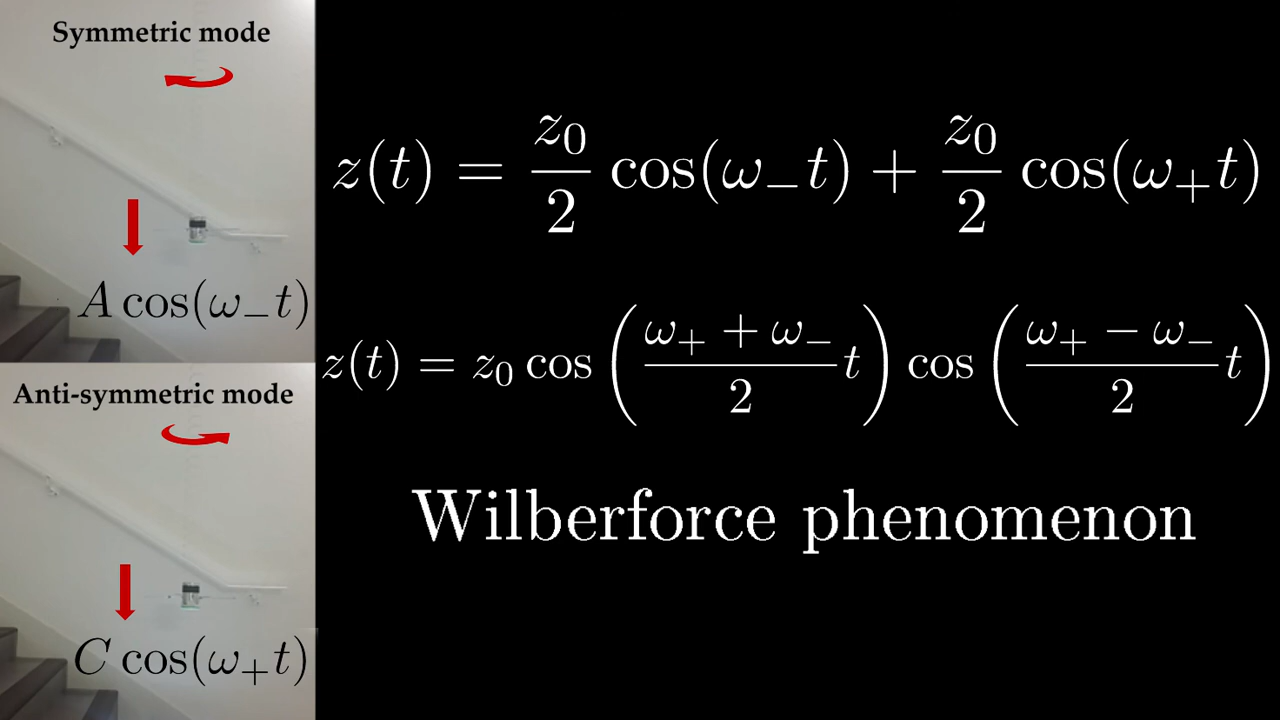 Symmetric mode
A cos(ω₋t)
Anti-symmetric mode
C cos(ω₊t)
z(t) = z₀/2 cos(ω₋t) + z₀/2 cos(ω₊t)
z(t) = z₀ cos((ω₊ + ω₋)/2 t) cos((ω₊ − ω₋)/2 t)
Wilberforce phenomenon